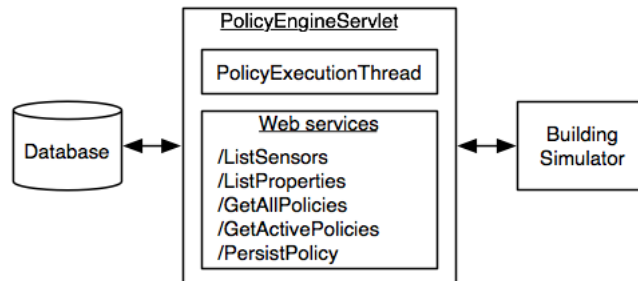 PolicyEngineServlet
PolicyExecutionThread
Web services
/ListSensors
/ListProperties
/GetAllPolicies
/GetActivePolicies
/PersistPolicy
Database
Building
Simulator